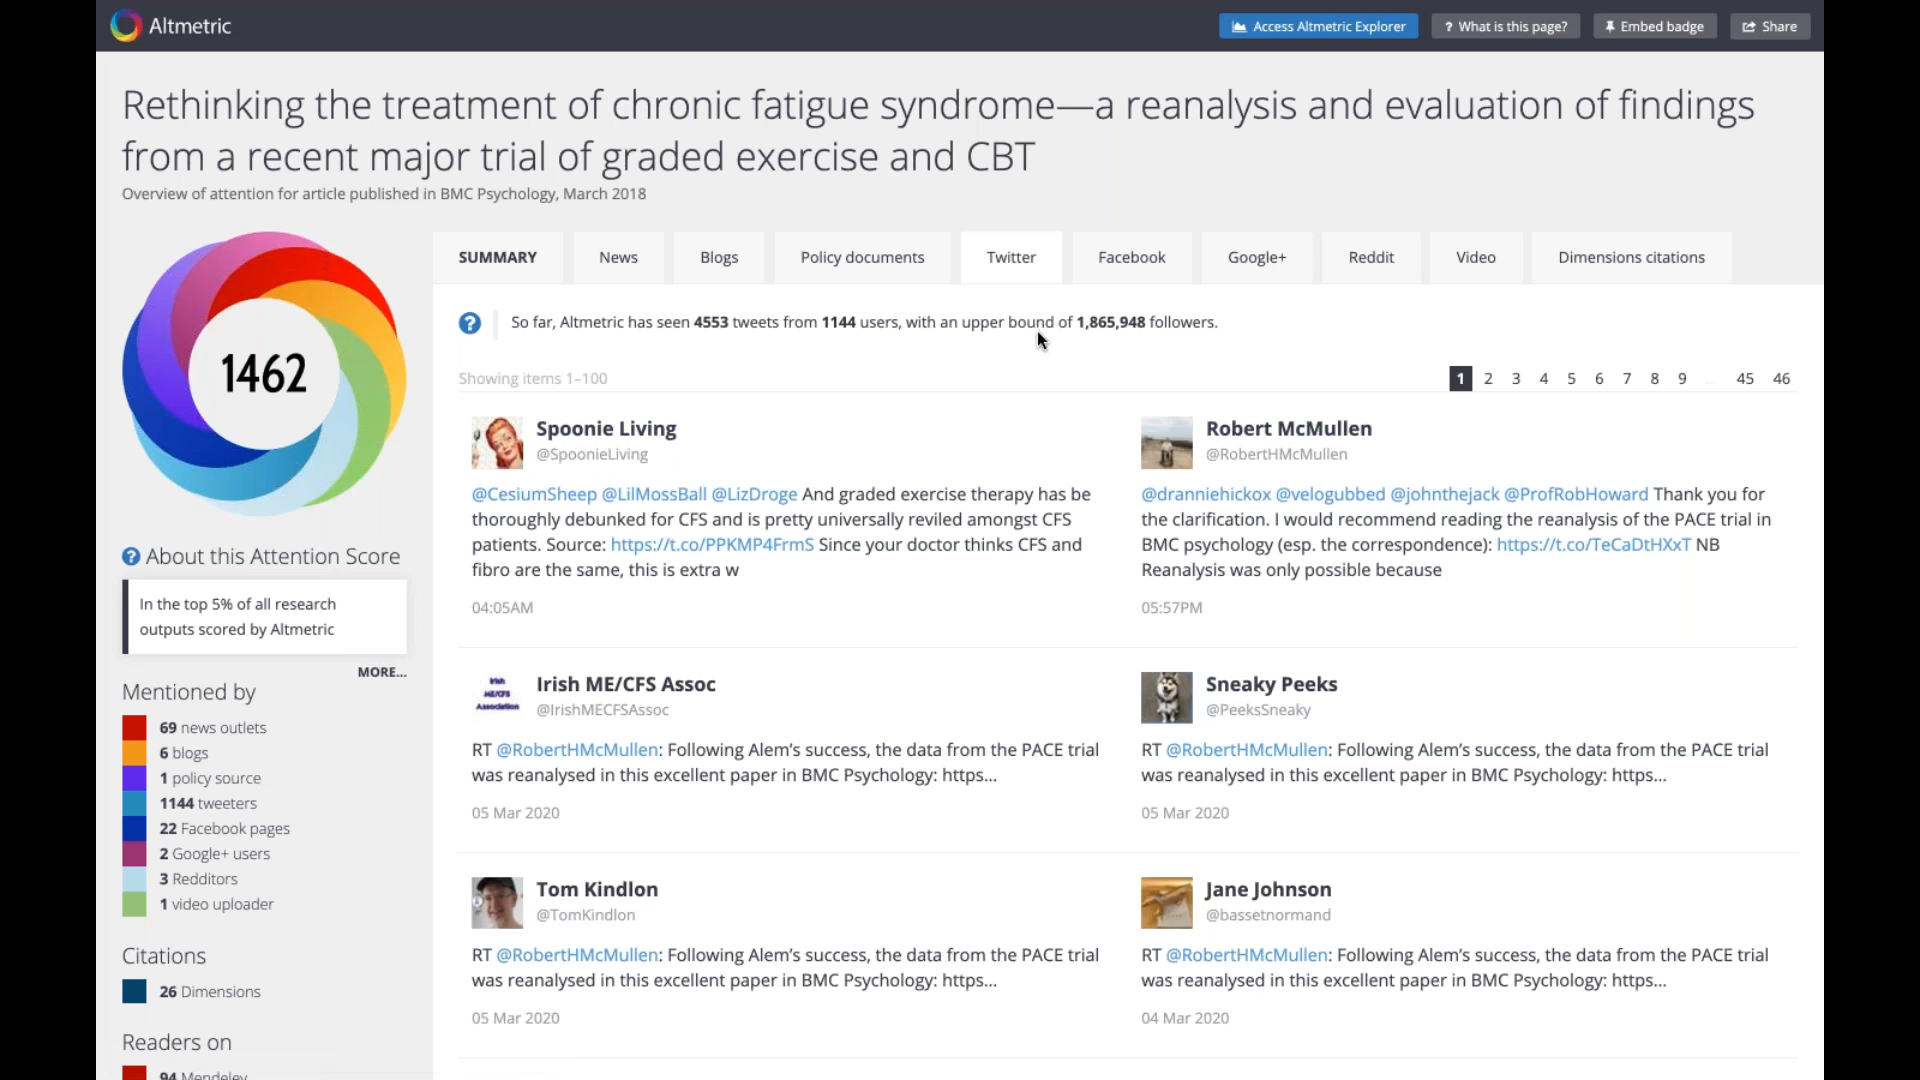 Altmetric
Access Altmetric Explorer
? What is this page?
Embed badge
Share
Rethinking the treatment of chronic fatigue syndrome—a reanalysis and evaluation of findings
from a recent major trial of graded exercise and CBT
Overview of attention for article published in BMC Psychology, March 2018
1462
? About this Attention Score
In the top 5% of all research
outputs scored by Altmetric
MORE...
Mentioned by
69 news outlets
6 blogs
1 policy source
1144 tweeters
22 Facebook pages
2 Google+ users
3 Redditors
1 video uploader
Citations
26 Dimensions
Readers on
94 Mendeley
SUMMARY
News
Blogs
Policy documents
Twitter
Facebook
Google+
Reddit
Video
Dimensions citations
? So far, Altmetric has seen 4553 tweets from 1144 users, with an upper bound of 1,865,948 followers.
Showing items 1–100
1 2 3 4 5 6 7 8 9 … 45 46
Spoonie Living
@SpoonieLiving
@CesiumSheep @LilMossBall @LizDroge And graded exercise therapy has be
thoroughly debunked for CFS and is pretty universally reviled amongst CFS
patients. Source: https://t.co/PPKMP4FrmS Since your doctor thinks CFS and
fibro are the same, this is extra w
04:05AM
Robert McMullen
@RobertHMcMullen
@dranniehickox @velogubbed @johnthejack @ProfRobHoward Thank you for
the clarification. I would recommend reading the reanalysis of the PACE trial in
BMC psychology (esp. the correspondence): https://t.co/TeCaDtHXxT NB
Reanalysis was only possible because
05:57PM
Irish
ME/CFS
Association
Irish ME/CFS Assoc
@IrishMECFSAssoc
RT @RobertHMcMullen: Following Alem’s success, the data from the PACE trial
was reanalysed in this excellent paper in BMC Psychology: https…
05 Mar 2020
Sneaky Peeks
@PeeksSneaky
RT @RobertHMcMullen: Following Alem’s success, the data from the PACE trial
was reanalysed in this excellent paper in BMC Psychology: https…
05 Mar 2020
Tom Kindlon
@TomKindlon
RT @RobertHMcMullen: Following Alem’s success, the data from the PACE trial
was reanalysed in this excellent paper in BMC Psychology: https…
05 Mar 2020
Jane Johnson
@bassetnormand
RT @RobertHMcMullen: Following Alem’s success, the data from the PACE trial
was reanalysed in this excellent paper in BMC Psychology: https…
04 Mar 2020